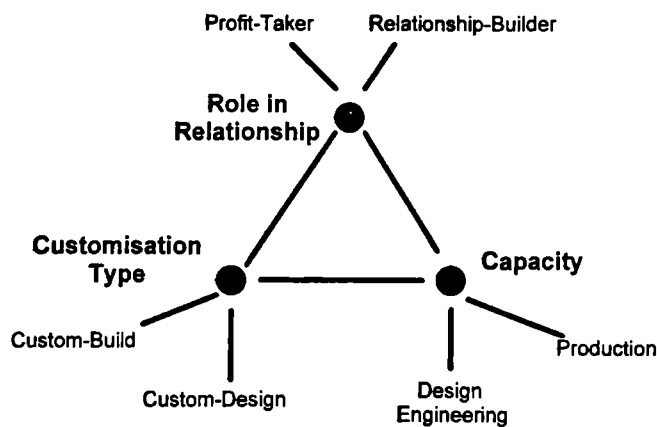 Profit-Taker
Relationship-Builder
Role in
Relationship
Customisation
Type
Capacity
Custom-Build
Custom-Design
Design
Engineering
Production